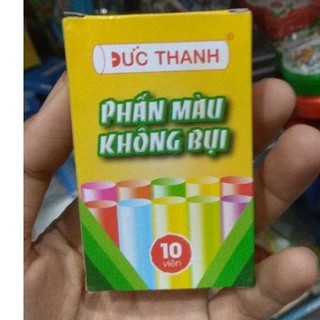 ĐỨC THANH
PHẤN MÀU
KHÔNG BỤI
10
viên